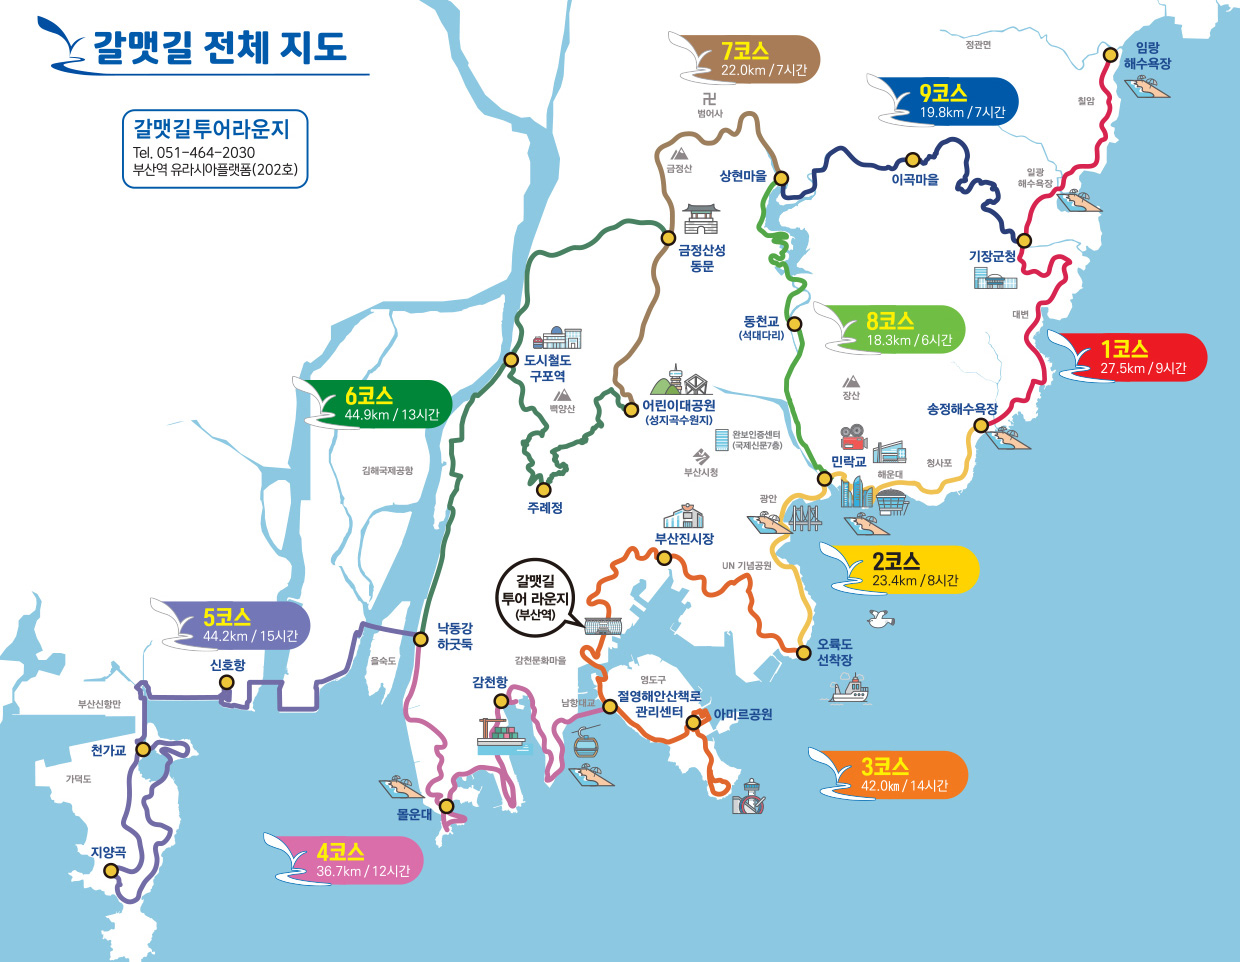 갈맷길 전체 지도
갈맷길투어라운지
Tel. 051-464-2030
부산역 유라시아플랫폼(202호)
7코스
22.0km / 7시간
9코스
19.8km / 7시간
정관면
임랑
해수욕장
칠암
범어사
금정산
상현마을
이곡마을
일광
해수욕장
금정산성
동문
기장군청
대변
동천교
(석대다리)
8코스
18.3km / 6시간
1코스
27.5km / 9시간
도시철도
구포역
백양산
6코스
44.9km / 13시간
어린이대공원
(성지곡수원지)
장산
송정해수욕장
완보인증센터
(국제신문7층)
부산시청
민락교
해운대
청사포
김해국제공항
주례정
광안
부산진시장
UN 기념공원
2코스
23.4km / 8시간
갈맷길
투어 라운지
(부산역)
5코스
44.2km / 15시간
낙동강
하굿둑
을숙도
신호항
오륙도
선착장
감천문화마을
감천항
영도구
남항대교
절영해안산책로
관리센터
아미르공원
부산신항만
천가교
가덕도
3코스
42.0km / 14시간
몰운대
지양곡
4코스
36.7km / 12시간